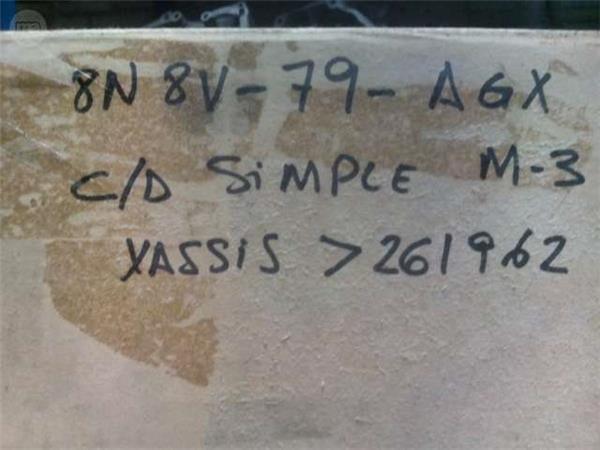 8N 8V-79-AGX
C/D SiMPLE M-3
XASSiS > 261962